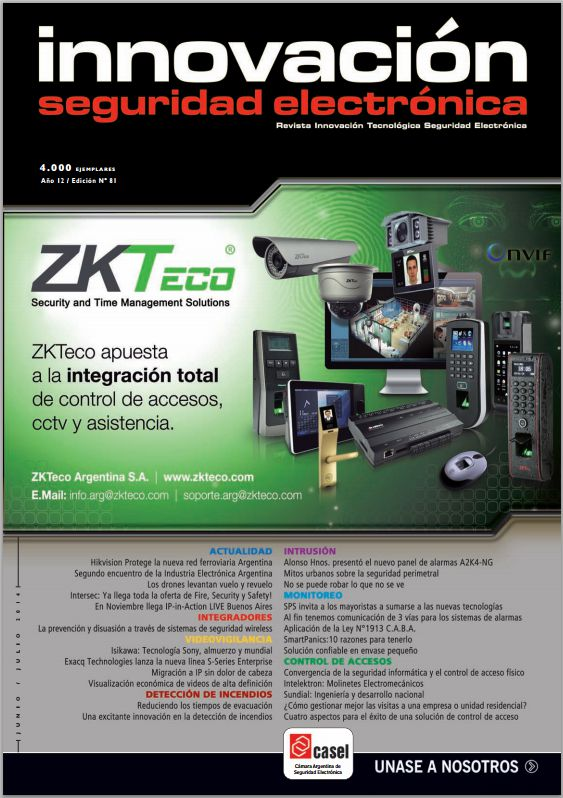 innovación
seguridad electrónica
Revista Innovación Tecnológica Seguridad Electrónica
4.000 EJEMPLARES
Año 12 / Edición Nº 81
ZKTECO®
Security and Time Management Solutions
ONVIF
ZKTeco apuesta
a la integración total
de control de accesos,
cctv y asistencia.
ZKTeco Argentina S.A. | www.zkteco.com
E.Mail: info.arg@zkteco.com | soporte.arg@zkteco.com
JUNIO / JULIO 2014
ACTUALIDAD
Hikvision Protege la nueva red ferroviaria Argentina
Segundo encuentro de la Industria Electrónica Argentina
Los drones levantan vuelo y revuelo
Intersec: Ya llega toda la oferta de Fire, Security y Safety!
En Noviembre llega IP-in-Action LIVE Buenos Aires
INTEGRADORES
La prevención y disuasión a través de sistemas de seguridad wireless
VIDEOVIGILANCIA
Isikawa: Tecnología Sony, almuerzo y mundial
Exacq Technologies lanza la nueva línea S-Series Enterprise
Migración a IP sin dolor de cabeza
Visualización económica de videos de alta definición
DETECCIÓN DE INCENDIOS
Reduciendo los tiempos de evacuación
Una excitante innovación en la detección de incendios
INTRUSIÓN
Alonso Hnos. presentó el nuevo panel de alarmas A2K4-NG
Mitos urbanos sobre la seguridad perimetral
No se puede robar lo que no se ve
MONITOREO
SPS invita a los mayoristas a sumarse a las nuevas tecnologías
Al fin tenemos comunicación de 3 vías para los sistemas de alarmas
Aplicación de la Ley N°1913 C.A.B.A.
SmartPanics:10 razones para tenerlo
Solución confiable en envase pequeño
CONTROL DE ACCESOS
Convergencia de la seguridad informática y el control de acceso físico
Intelektron: Molinetes Electromecánicos
Sundial: Ingeniería y desarrollo nacional
¿Cómo gestionar mejor las visitas a una empresa o unidad residencial?
Cuatro aspectos para el éxito de una solución de control de acceso
casel
Cámara Argentina de
Seguridad Electrónica
UNASE A NOSOTROS